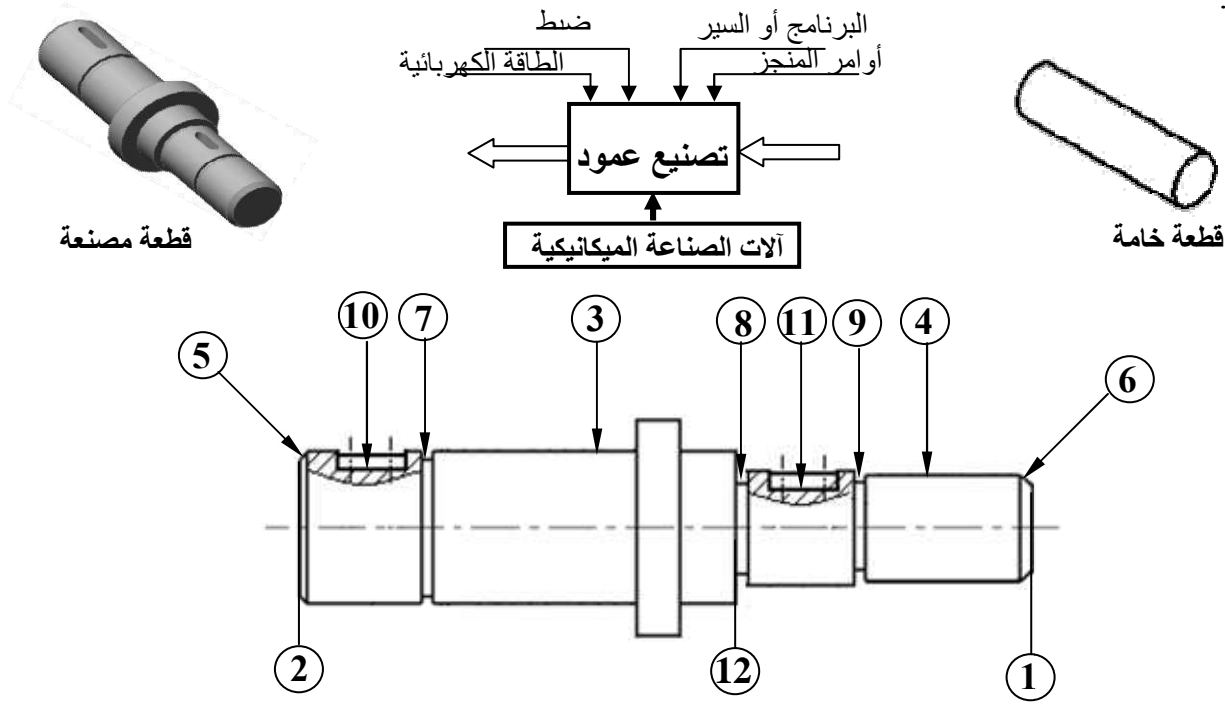 البرنامج أو السير
ضبط
أوامر المنجز
الطاقة الكهربائية
تصنيع عمود
آلات الصناعة الميكانيكية
قطعة خامة
قطعة مصنعة
10
7
3
8
11
9
4
5
6
2
12
1